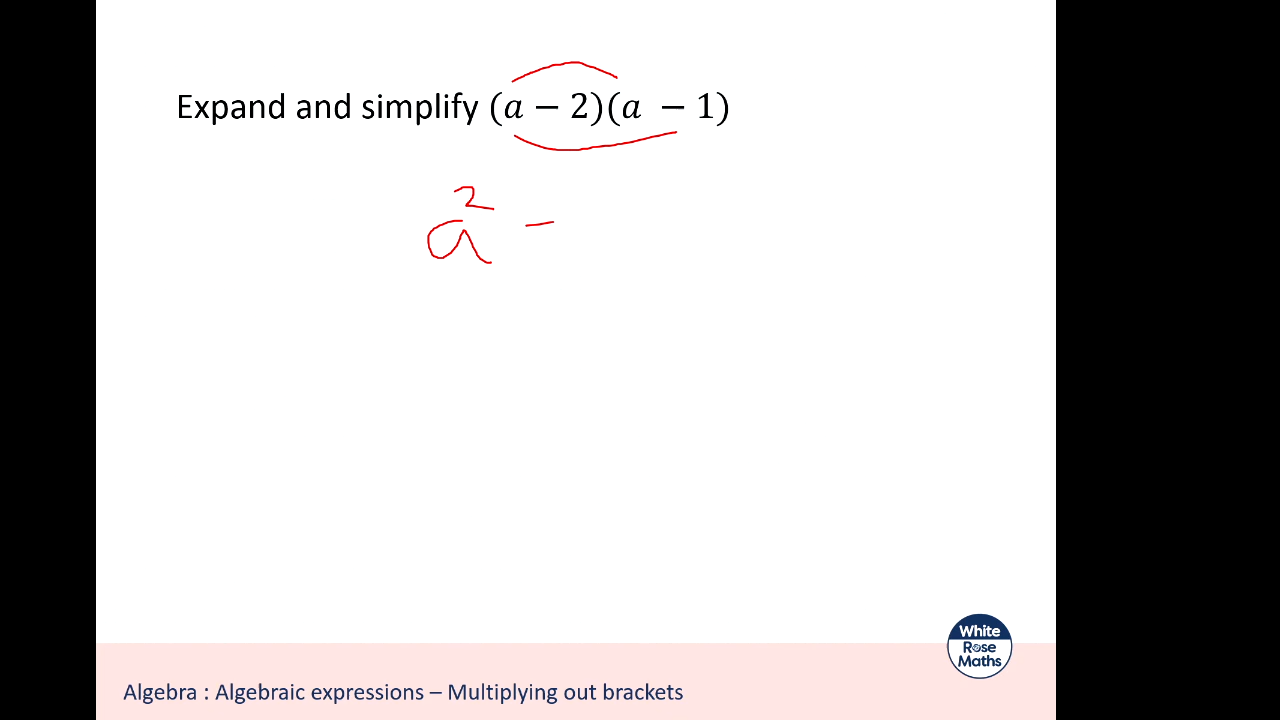 Expand and simplify (𝑎 − 2)(𝑎 − 1)
a² −
White
Rose
Maths
Algebra : Algebraic expressions – Multiplying out brackets